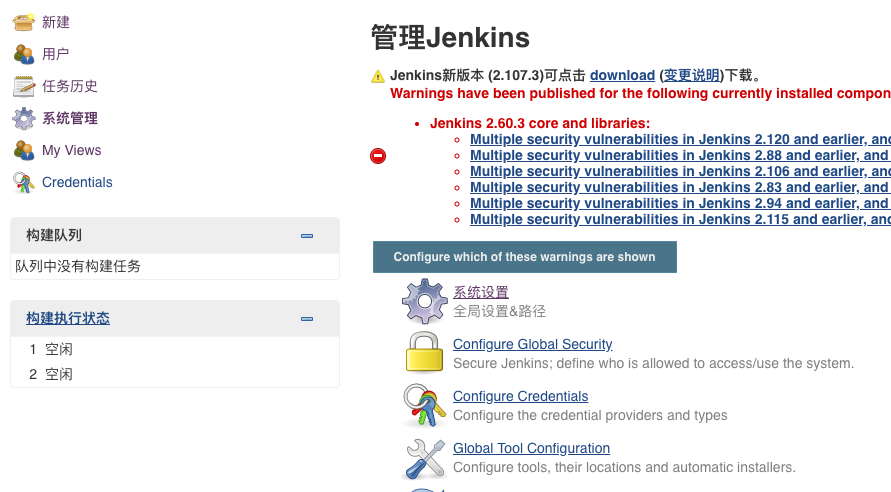 新建
用户
任务历史
系统管理
My Views
Credentials
构建队列
队列中没有构建任务
构建执行状态
1 空闲
2 空闲
管理Jenkins
Jenkins新版本 (2.107.3)可点击 download (变更说明)下载。
Warnings have been published for the following currently installed compon
Jenkins 2.60.3 core and libraries:
Multiple security vulnerabilities in Jenkins 2.120 and earlier, and
Multiple security vulnerabilities in Jenkins 2.88 and earlier, and
Multiple security vulnerabilities in Jenkins 2.106 and earlier, and
Multiple security vulnerabilities in Jenkins 2.83 and earlier, and
Multiple security vulnerabilities in Jenkins 2.94 and earlier, and
Multiple security vulnerabilities in Jenkins 2.115 and earlier, and
Configure which of these warnings are shown
系统设置
全局设置&路径
Configure Global Security
Secure Jenkins; define who is allowed to access/use the system.
Configure Credentials
Configure the credential providers and types
Global Tool Configuration
Configure tools, their locations and automatic installers.